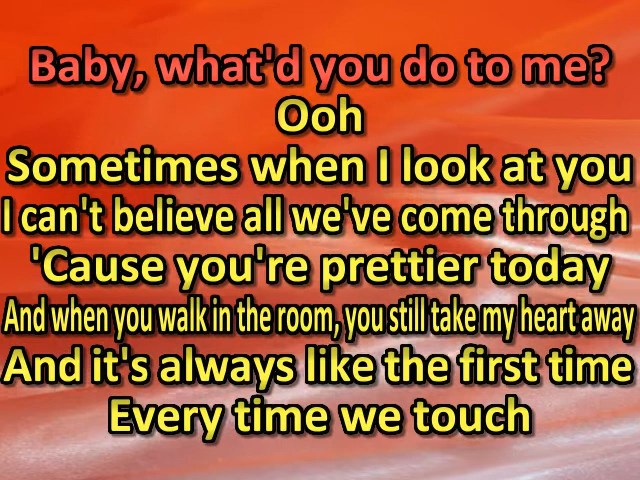 Baby, what'd you do to me?
Ooh
Sometimes when I look at you
I can't believe all we've come through
'Cause you're prettier today
And when you walk in the room, you still take my heart away
And it's always like the first time
Every time we touch